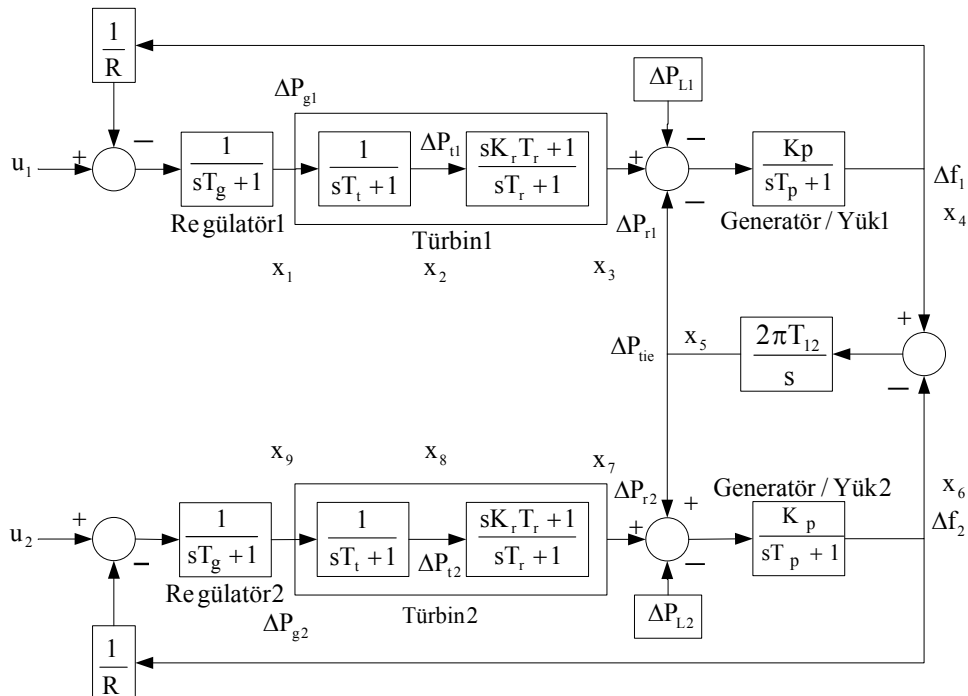 1
R
ΔP_g1
ΔP_L1
u_1
+
−
1
sT_g + 1
Regülatör1
1
sT_t + 1
ΔP_t1
sK_rT_r + 1
sT_r + 1
Türbin1
+
−
−
ΔP_r1
Kp
sT_p + 1
Generatör / Yük1
Δf_1
x_4
x_1
x_2
x_3
ΔP_tie
x_5
2πT_12
s
+
−
x_9
x_8
x_7
ΔP_r2
Generatör / Yük2
x_6
u_2
+
−
1
sT_g + 1
Regülatör2
ΔP_g2
1
sT_t + 1
ΔP_t2
sK_rT_r + 1
sT_r + 1
Türbin2
+
+
−
ΔP_L2
K_p
sT_p + 1
Δf_2
1
R